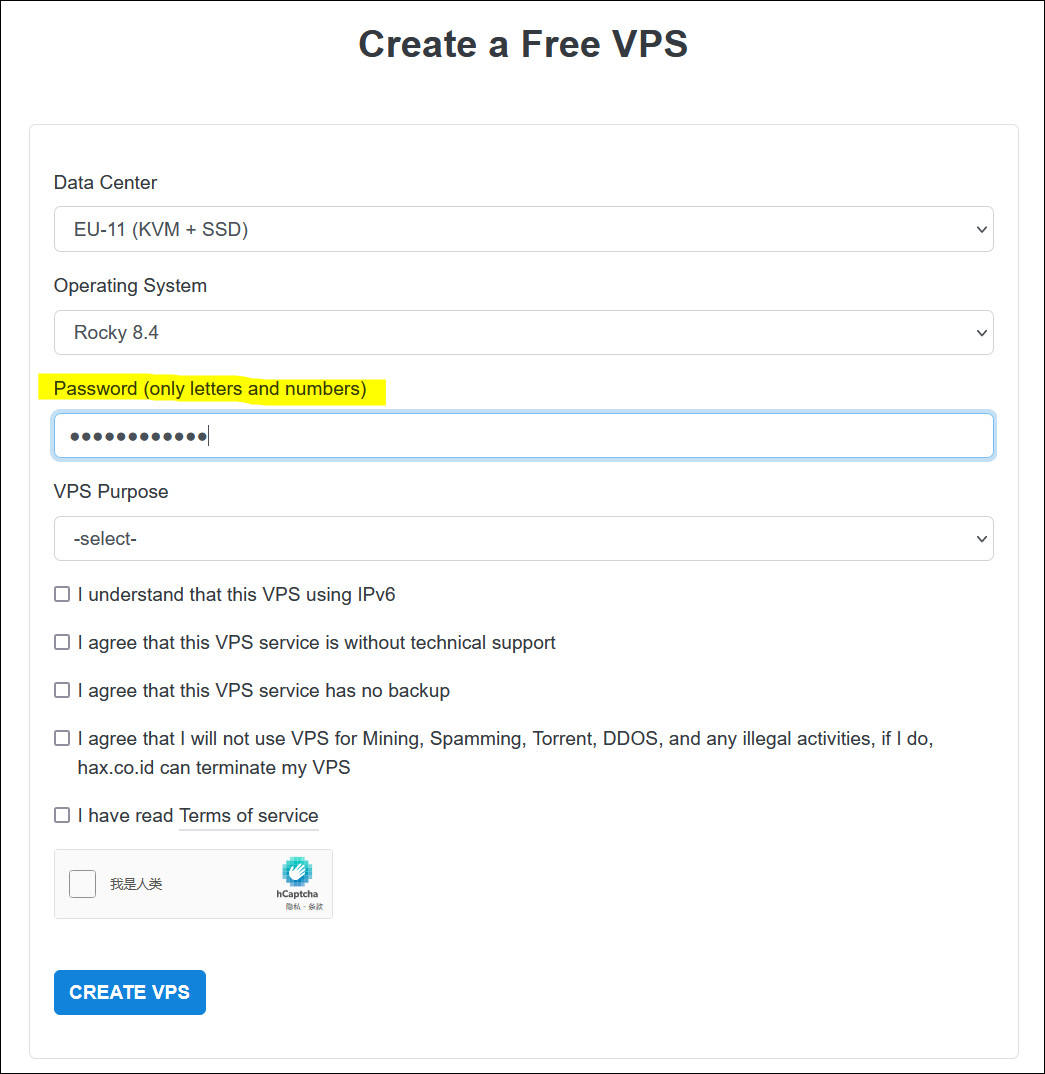 Create a Free VPS
Data Center
EU-11 (KVM + SSD)
Operating System
Rocky 8.4
Password (only letters and numbers)
●●●●●●●●●●●●
VPS Purpose
-select-
I understand that this VPS using IPv6
I agree that this VPS service is without technical support
I agree that this VPS service has no backup
I agree that I will not use VPS for Mining, Spamming, Torrent, DDOS, and any illegal activities, if I do,
hax.co.id can terminate my VPS
I have read Terms of service
我是人类
hCaptcha
隐私 - 条款
CREATE VPS